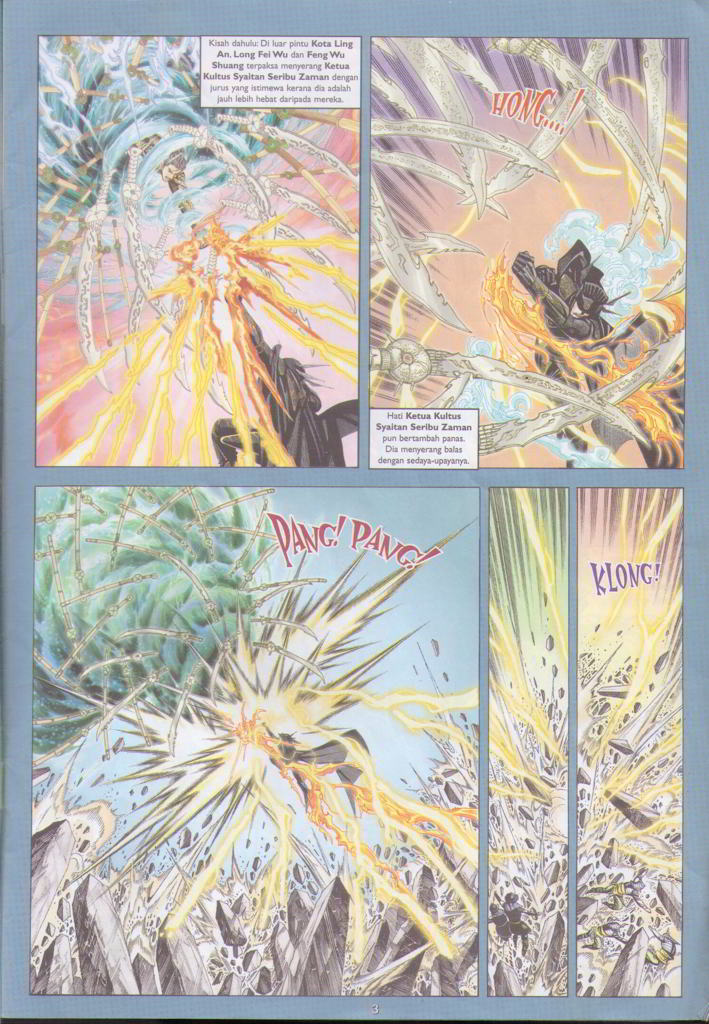 Kisah dahulu: Di luar pintu Kota Ling
An. Long Fei Wu dan Feng Wu
Shuang terpaksa menyerang Ketua
Kultus Syaitan Seribu Zaman dengan
jurus yang istimewa kerana dia adalah
jauh lebih hebat daripada mereka.
HONG....!
Hati Ketua Kultus
Syaitan Seribu Zaman
pun bertambah panas.
Dia menyerang balas
dengan sedaya-upayanya.
PANG! PANG!
KLONG!
3